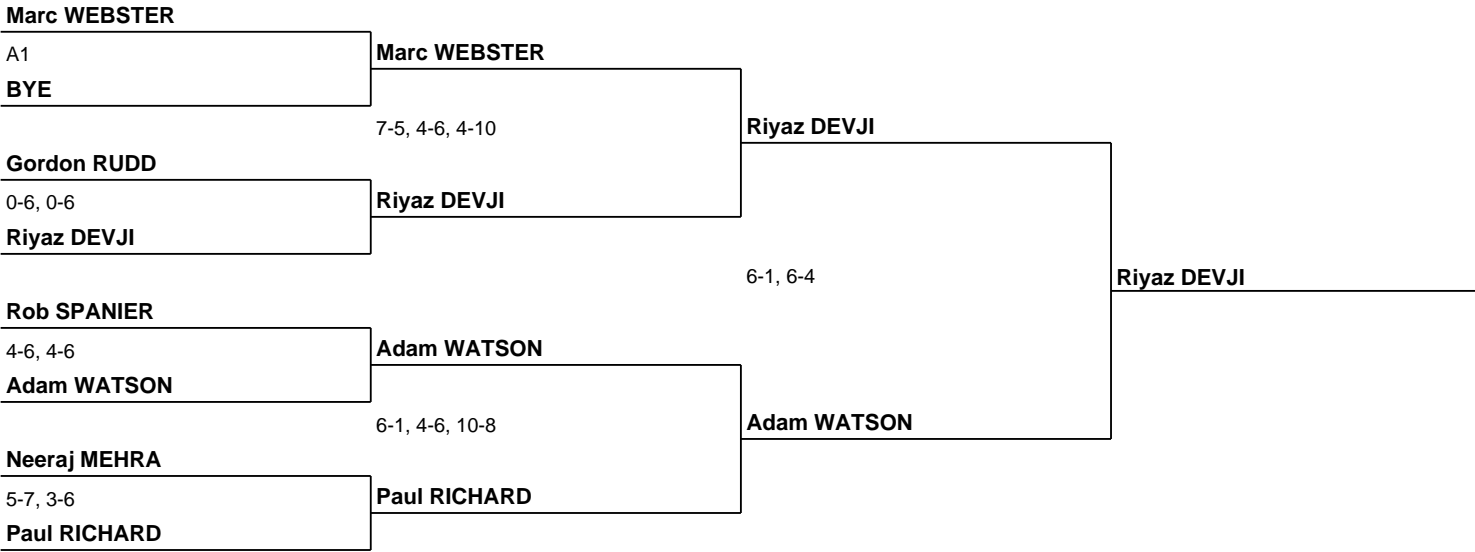 Marc WEBSTER
A1
BYE
Gordon RUDD
0-6, 0-6
Riyaz DEVJI
Rob SPANIER
4-6, 4-6
Adam WATSON
Neeraj MEHRA
5-7, 3-6
Paul RICHARD
Marc WEBSTER
7-5, 4-6, 4-10
Riyaz DEVJI
Adam WATSON
6-1, 4-6, 10-8
Paul RICHARD
Riyaz DEVJI
6-1, 6-4
Adam WATSON
Riyaz DEVJI